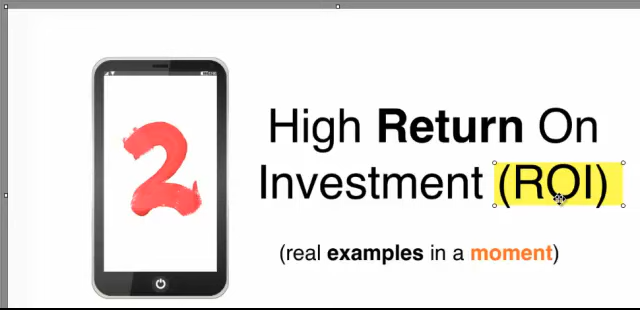 2
High Return On
Investment (ROI)
(real examples in a moment)